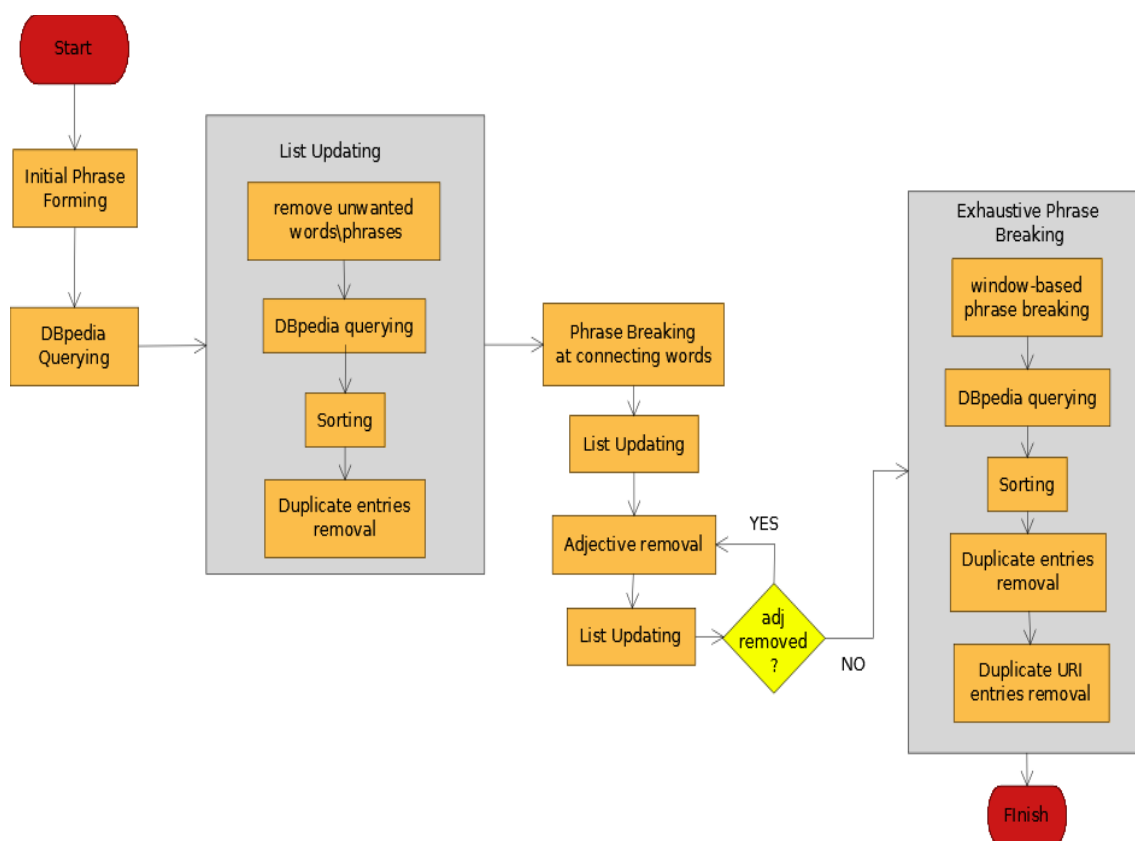 Start
Initial Phrase
Forming
DBpedia
Querying
List Updating
remove unwanted
words\phrases
DBpedia querying
Sorting
Duplicate entries
removal
Phrase Breaking
at connecting words
List Updating
Adjective removal
List Updating
adj
removed
?
YES
NO
Exhaustive Phrase
Breaking
window-based
phrase breaking
DBpedia querying
Sorting
Duplicate entries
removal
Duplicate URI
entries removal
FInish